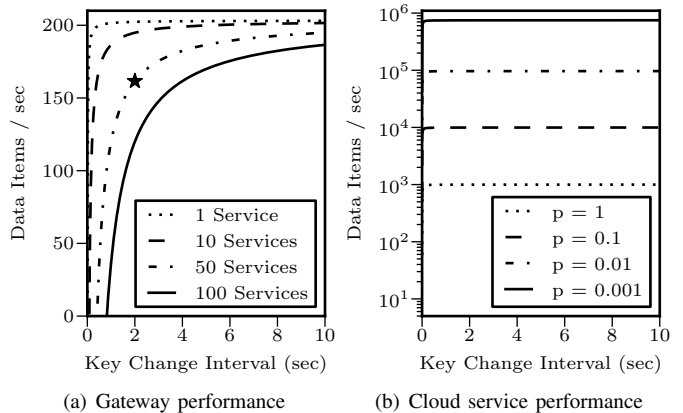 200
150
100
50
0
Data Items / sec
1 Service
10 Services
50 Services
100 Services
0 2 4 6 8 10
Key Change Interval (sec)
(a) Gateway performance
10^6
10^5
10^4
10^3
10^2
10^1
Data Items / sec
p = 1
p = 0.1
p = 0.01
p = 0.001
0 2 4 6 8 10
Key Change Interval (sec)
(b) Cloud service performance